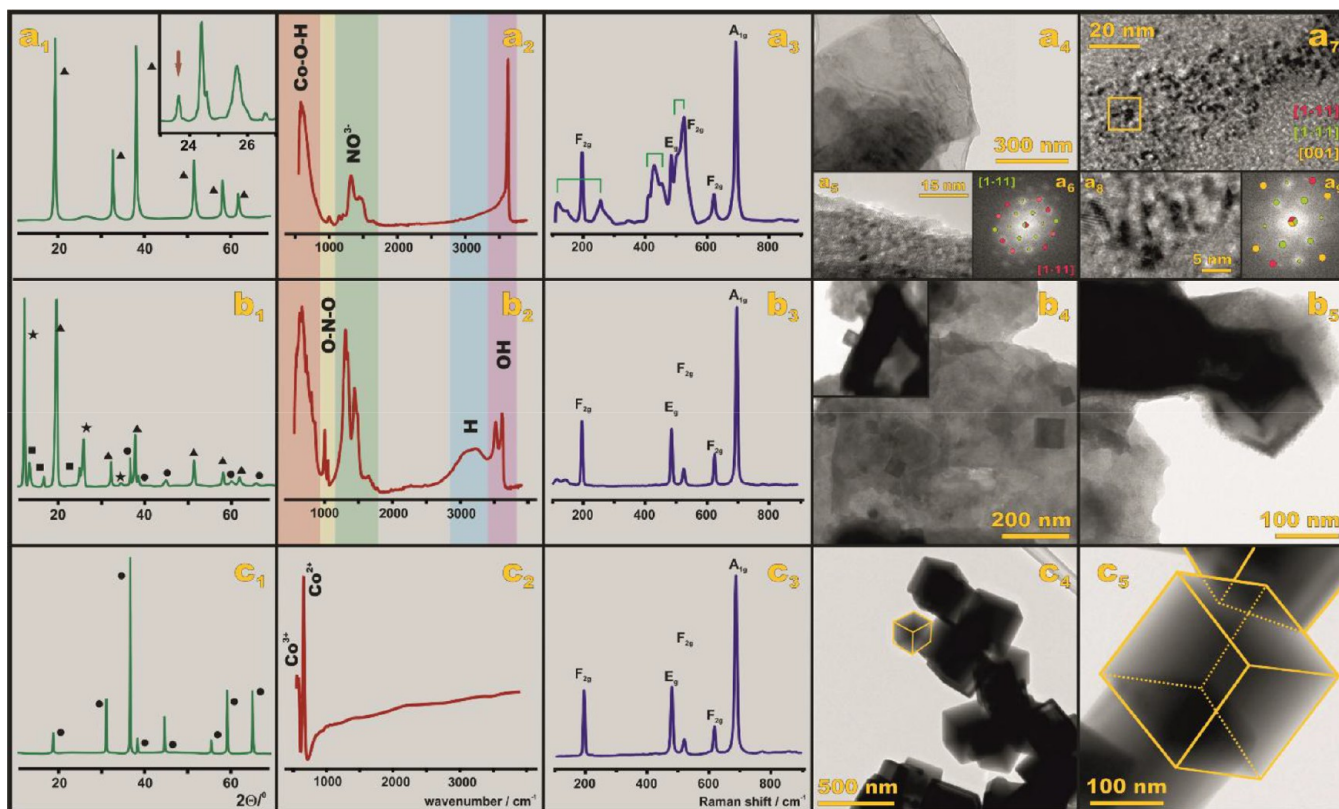 a1
24 26
20 40 60
Co-O-H
NO3-
a2
1000 2000 3000
a3
F2g
Eg
F2g
F2g
A1g
200 400 600 800
a4
300 nm
20 nm
a7
[1-11]
[1-11]
[001]
a5
15 nm
[1-11]
a6
[1-11]
a8
5 nm
b1
20 40 60
b2
O-N-O
H
OH
1000 2000 3000
b3
F2g
Eg
F2g
F2g
A1g
200 400 600 800
b4
200 nm
b5
100 nm
c1
20 40 60
2Θ/°
c2
Co3+
Co2+
1000 2000 3000
wavenumber / cm-1
c3
F2g
Eg
F2g
F2g
A1g
200 400 600 800
Raman shift / cm-1
c4
500 nm
c5
100 nm